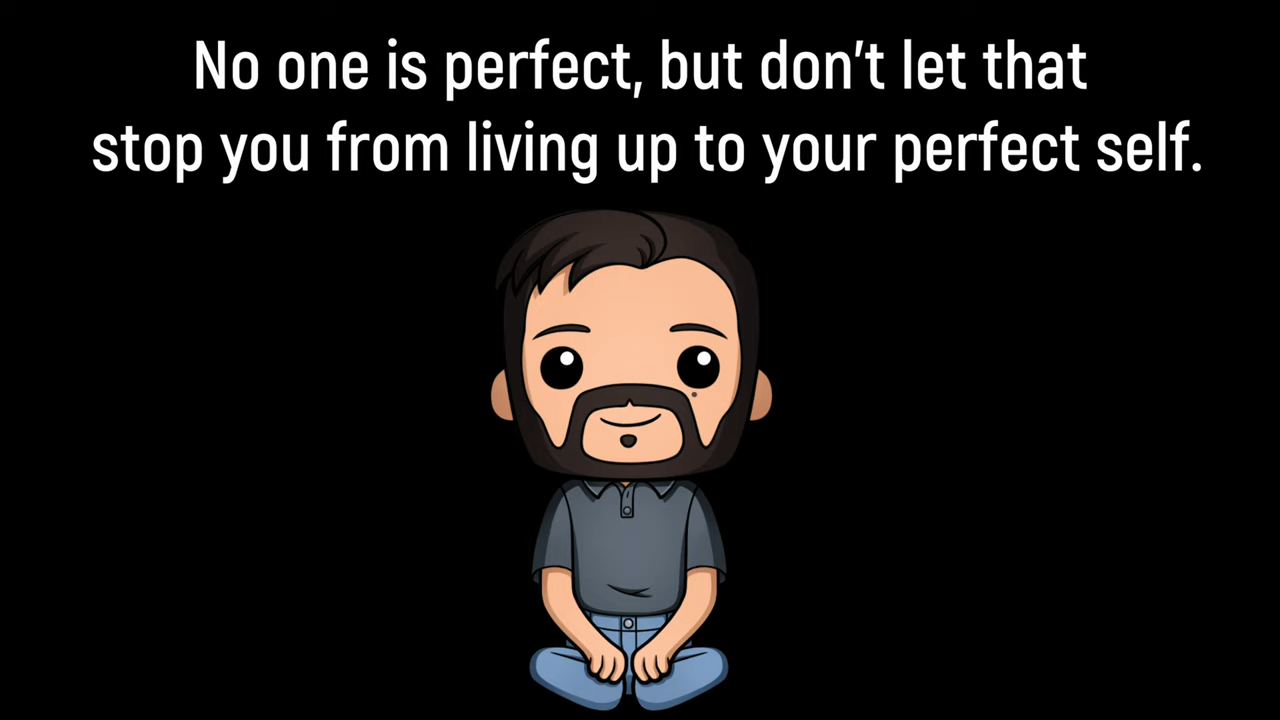 No one is perfect, but don’t let that
stop you from living up to your perfect self.